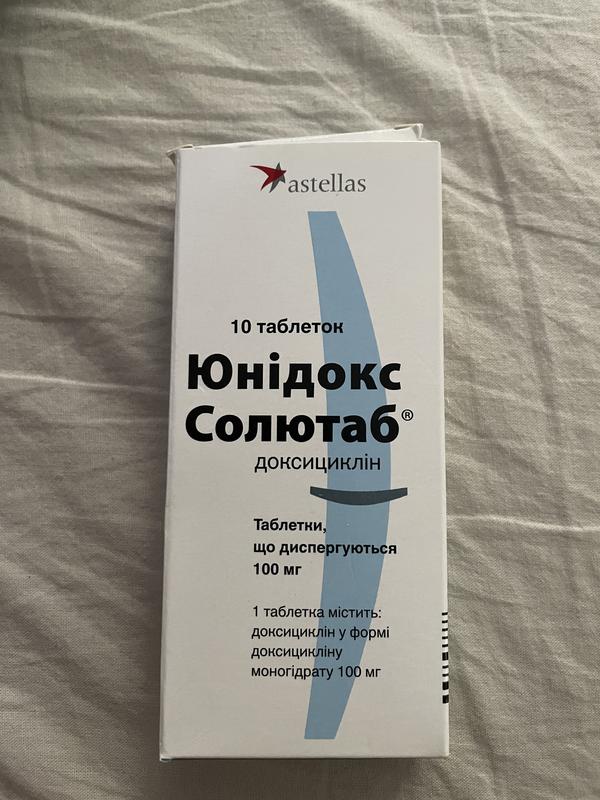 astellas
10 таблеток
Юнідокс
Солютаб®
доксициклін
Таблетки,
що диспергуються
100 мг
1 таблетка містить:
доксициклін у формі
доксицикліну
моногідрату 100 мг